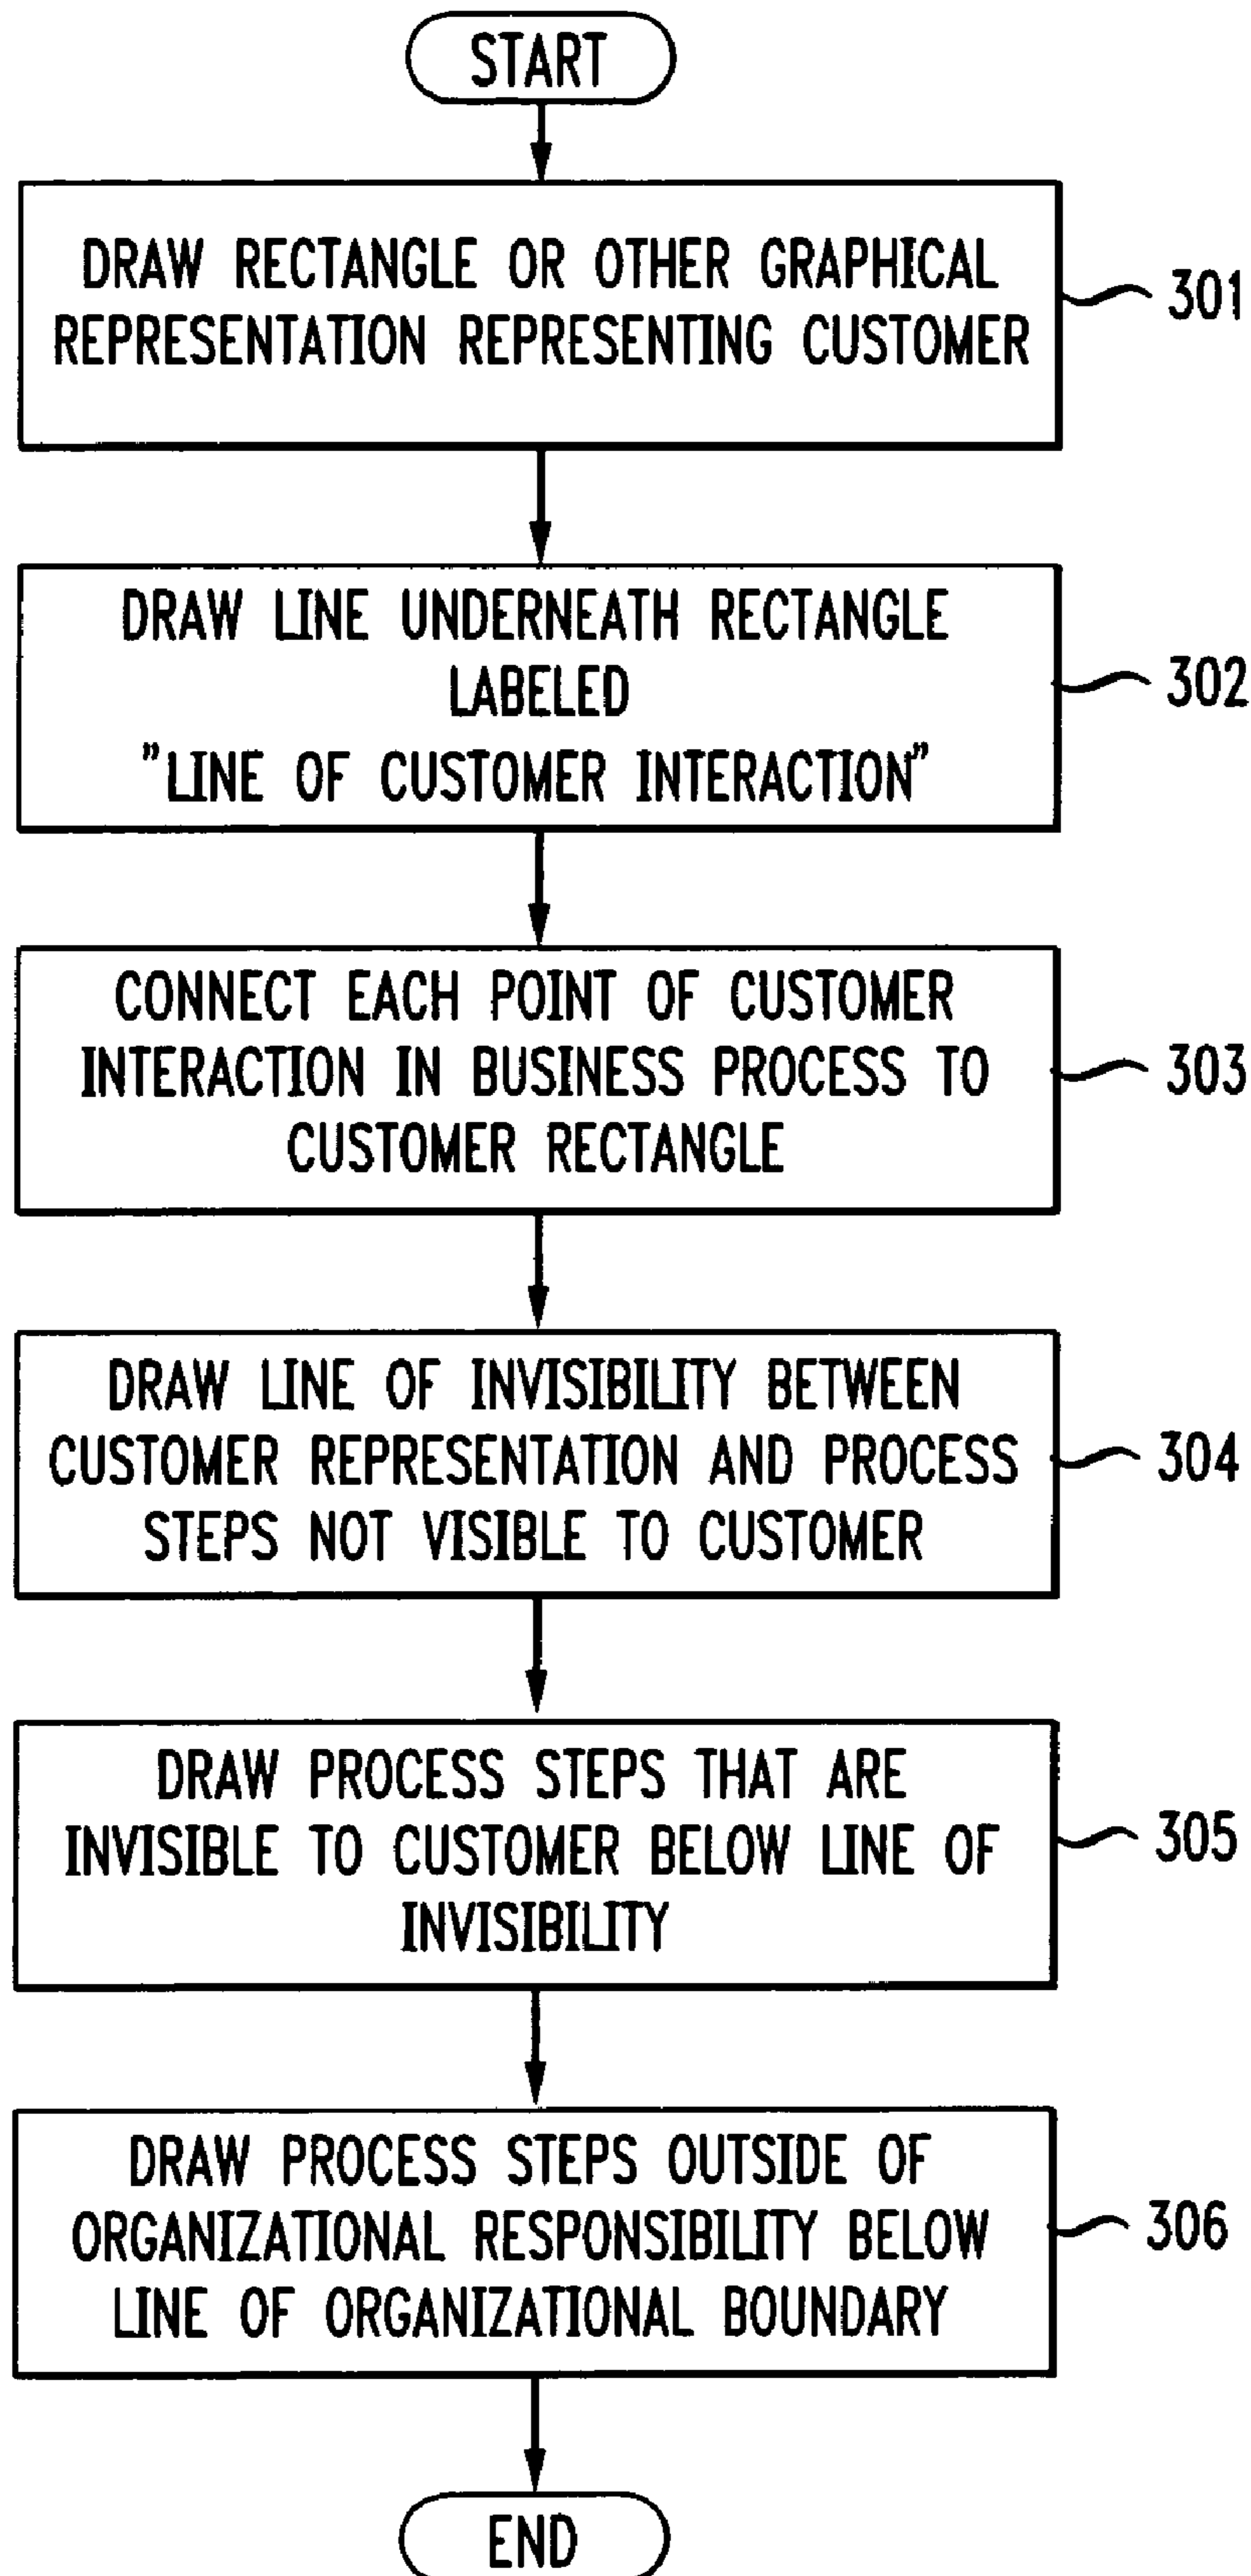 START
DRAW RECTANGLE OR OTHER GRAPHICAL
REPRESENTATION REPRESENTING CUSTOMER
301
DRAW LINE UNDERNEATH RECTANGLE
LABELED
"LINE OF CUSTOMER INTERACTION"
302
CONNECT EACH POINT OF CUSTOMER
INTERACTION IN BUSINESS PROCESS TO
CUSTOMER RECTANGLE
303
DRAW LINE OF INVISIBILITY BETWEEN
CUSTOMER REPRESENTATION AND PROCESS
STEPS NOT VISIBLE TO CUSTOMER
304
DRAW PROCESS STEPS THAT ARE
INVISIBLE TO CUSTOMER BELOW LINE OF
INVISIBILITY
305
DRAW PROCESS STEPS OUTSIDE OF
ORGANIZATIONAL RESPONSIBILITY BELOW
LINE OF ORGANIZATIONAL BOUNDARY
306
END